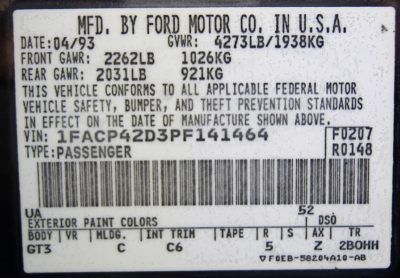 MFD. BY FORD MOTOR CO. IN U.S.A.
DATE: 04/93 GVWR: 4273LB/1938KG
FRONT GAWR: 2262LB 1026KG
REAR GAWR: 2031LB 921KG
THIS VEHICLE CONFORMS TO ALL APPLICABLE FEDERAL MOTOR
VEHICLE SAFETY, BUMPER, AND THEFT PREVENTION STANDARDS
IN EFFECT ON THE DATE OF MANUFACTURE SHOWN ABOVE.
VIN: 1FACP42D3PF141464 F0207
TYPE: PASSENGER R0148
UA 52
EXTERIOR PAINT COLORS DSO
BODY VR MLDG. INT TRIM TAPE R S AX TR
GT3 C C6 5 Z 2BOHH
▽F0EB-5820410-AB